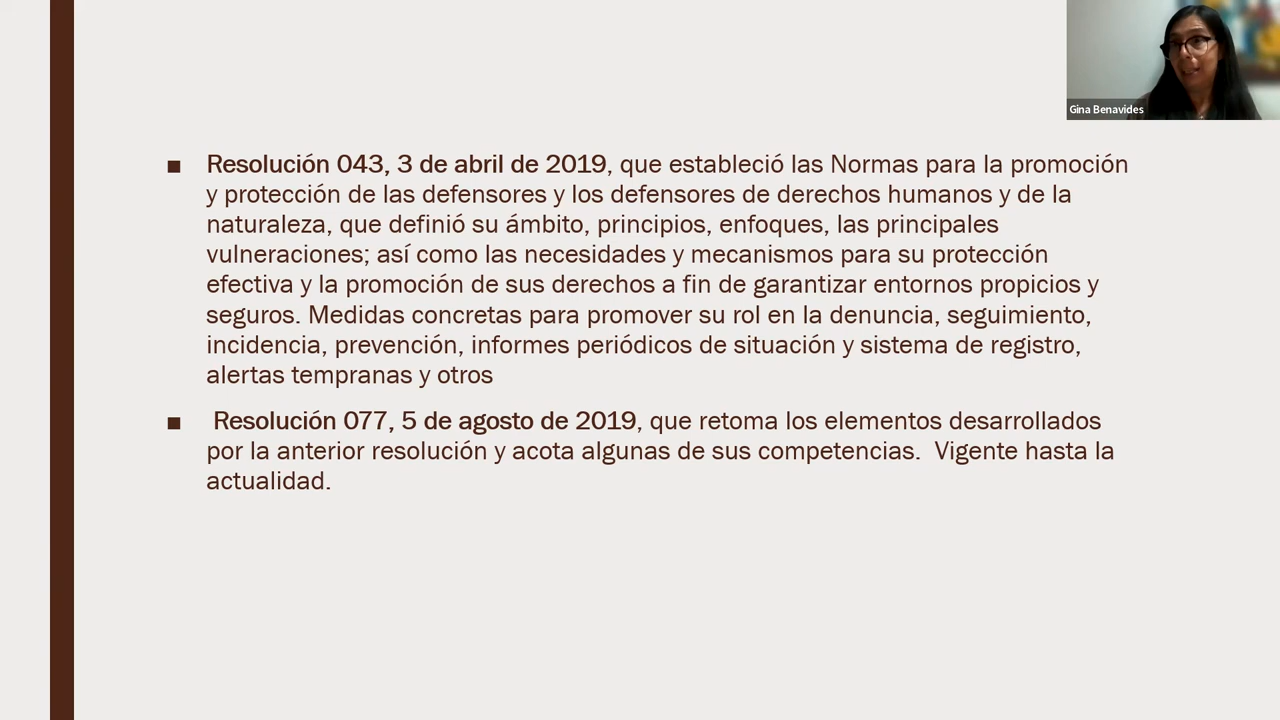 Gina Benavides
■ Resolución 043, 3 de abril de 2019, que estableció las Normas para la promoción
y protección de las defensores y los defensores de derechos humanos y de la
naturaleza, que definió su ámbito, principios, enfoques, las principales
vulneraciones; así como las necesidades y mecanismos para su protección
efectiva y la promoción de sus derechos a fin de garantizar entornos propicios y
seguros. Medidas concretas para promover su rol en la denuncia, seguimiento,
incidencia, prevención, informes periódicos de situación y sistema de registro,
alertas tempranas y otros
■ Resolución 077, 5 de agosto de 2019, que retoma los elementos desarrollados
por la anterior resolución y acota algunas de sus competencias. Vigente hasta la
actualidad.